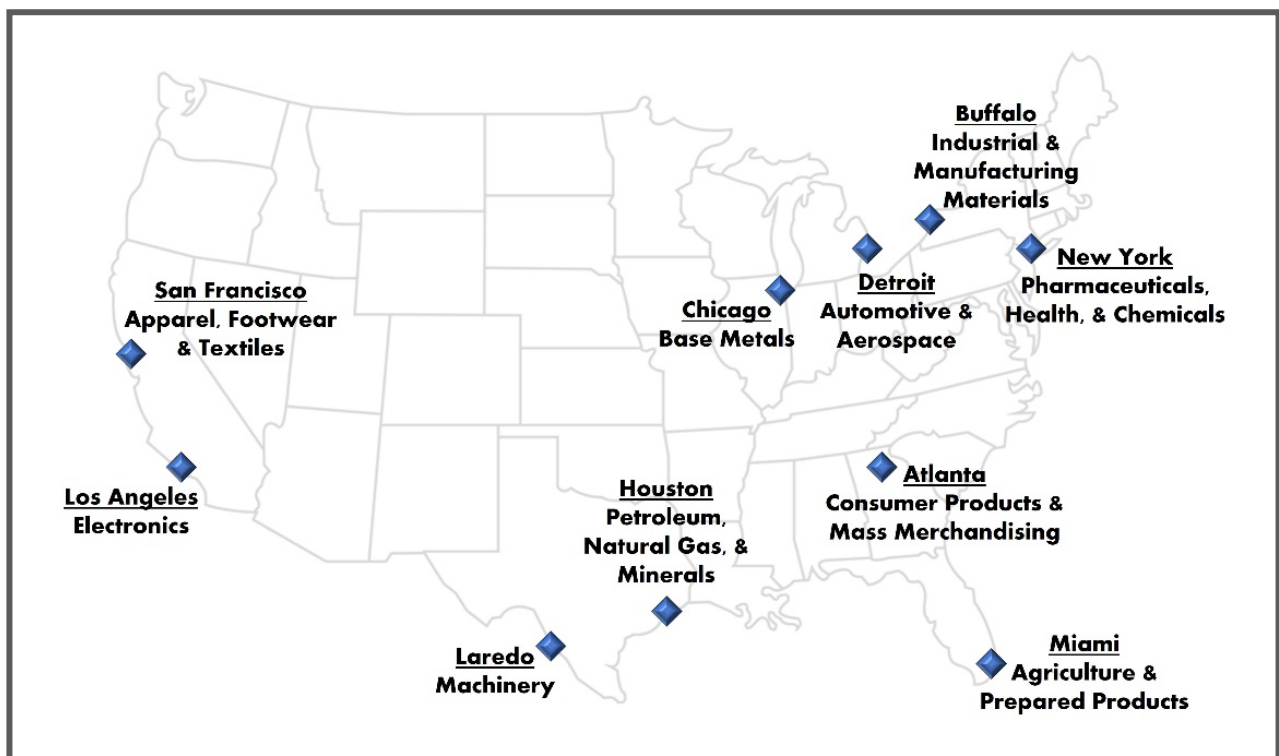 Buffalo
Industrial &
Manufacturing
Materials
New York
Pharmaceuticals,
Health, & Chemicals
Detroit
Automotive &
Aerospace
Chicago
Base Metals
San Francisco
Apparel, Footwear
& Textiles
Los Angeles
Electronics
Houston
Petroleum,
Natural Gas, &
Minerals
Atlanta
Consumer Products &
Mass Merchandising
Laredo
Machinery
Miami
Agriculture &
Prepared Products